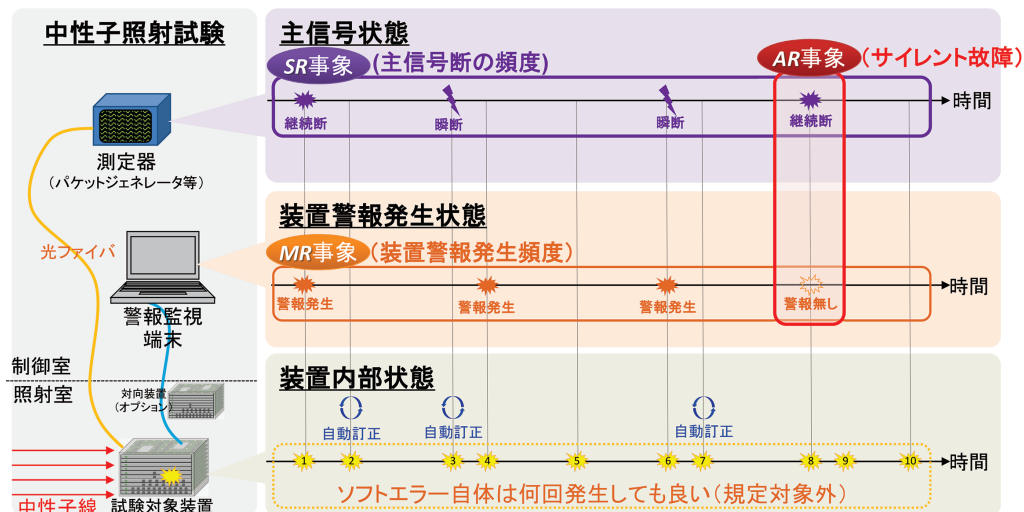 中性子照射試験
測定器
(パケットジェネレータ等)
光ファイバ
警報監視
端末
制御室
照射室
対向装置
(オプション)
中性子線
試験対象装置
主信号状態
SR事象 (主信号断の頻度)
AR事象 (サイレント故障)
継続断
瞬断
瞬断
継続断
時間
装置警報発生状態
MR事象 (装置警報発生頻度)
警報発生
警報発生
警報発生
警報無し
時間
装置内部状態
自動訂正
自動訂正
自動訂正
1 2 3 4 5 6 7 8 9 10
時間
ソフトエラー自体は何回発生しても良い(規定対象外)